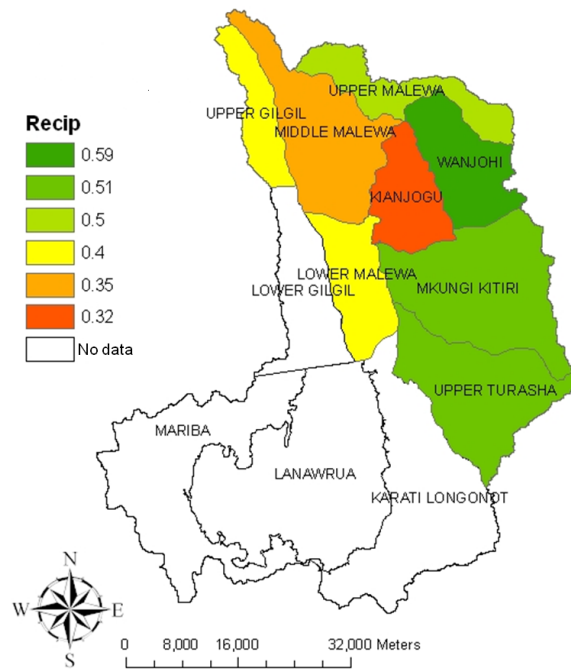 UPPER MALEWA
UPPER GILGIL
Recip
MIDDLE MALEWA
0.59
WANJOHI
0.51
KIANJOGU
0.5
0.4
LOWER MALEWA
0.35
LOWER GILGIL
MKUNGI KITIRI
0.32
No data
UPPER TURASHA
MARIBA
LANAWRUA
KARATI LONGONOT
N
W E
S
0 8,000 16,000 32,000 Meters